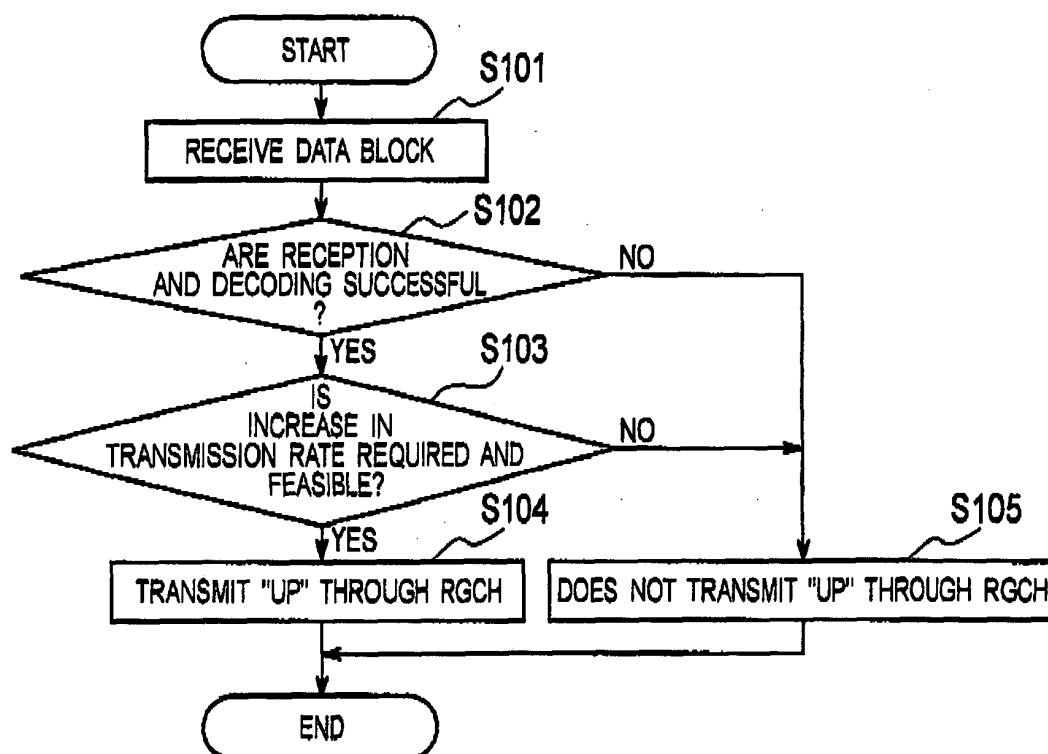 START
S101
RECEIVE DATA BLOCK
S102
ARE RECEPTION
AND DECODING SUCCESSFUL
?
NO
YES
S103
IS
INCREASE IN
TRANSMISSION RATE REQUIRED AND
FEASIBLE?
NO
YES
S104
TRANSMIT "UP" THROUGH RGCH
S105
DOES NOT TRANSMIT "UP" THROUGH RGCH
END